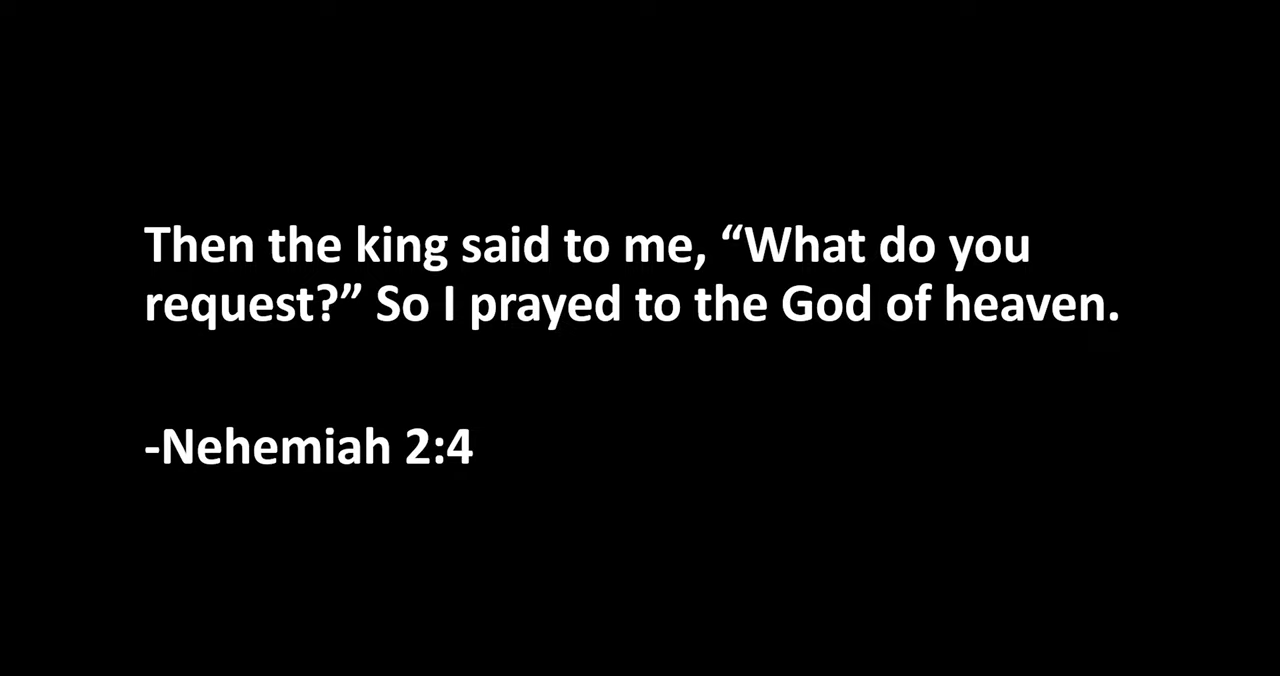 Then the king said to me, “What do you
request?” So I prayed to the God of heaven.
-Nehemiah 2:4